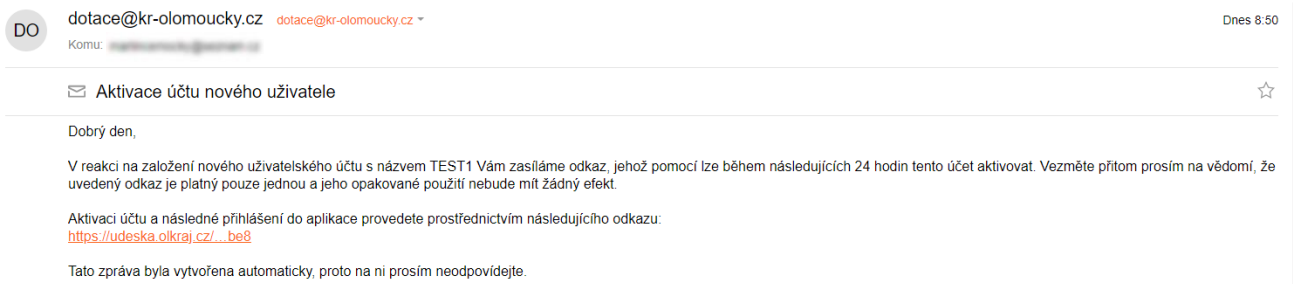 DO
dotace@kr-olomoucky.cz dotace@kr-olomoucky.cz
Dnes 8:50
Komu:
Aktivace účtu nového uživatele
Dobrý den,
V reakci na založení nového uživatelského účtu s názvem TEST1 Vám zasíláme odkaz, jehož pomocí lze během následujících 24 hodin tento účet aktivovat. Vezměte přitom prosím na vědomí, že
uvedený odkaz je platný pouze jednou a jeho opakované použití nebude mít žádný efekt.
Aktivaci účtu a následné přihlášení do aplikace provedete prostřednictvím následujícího odkazu:
https://udeska.olkraj.cz/…be8
Tato zpráva byla vytvořena automaticky, proto na ni prosím neodpovídejte.